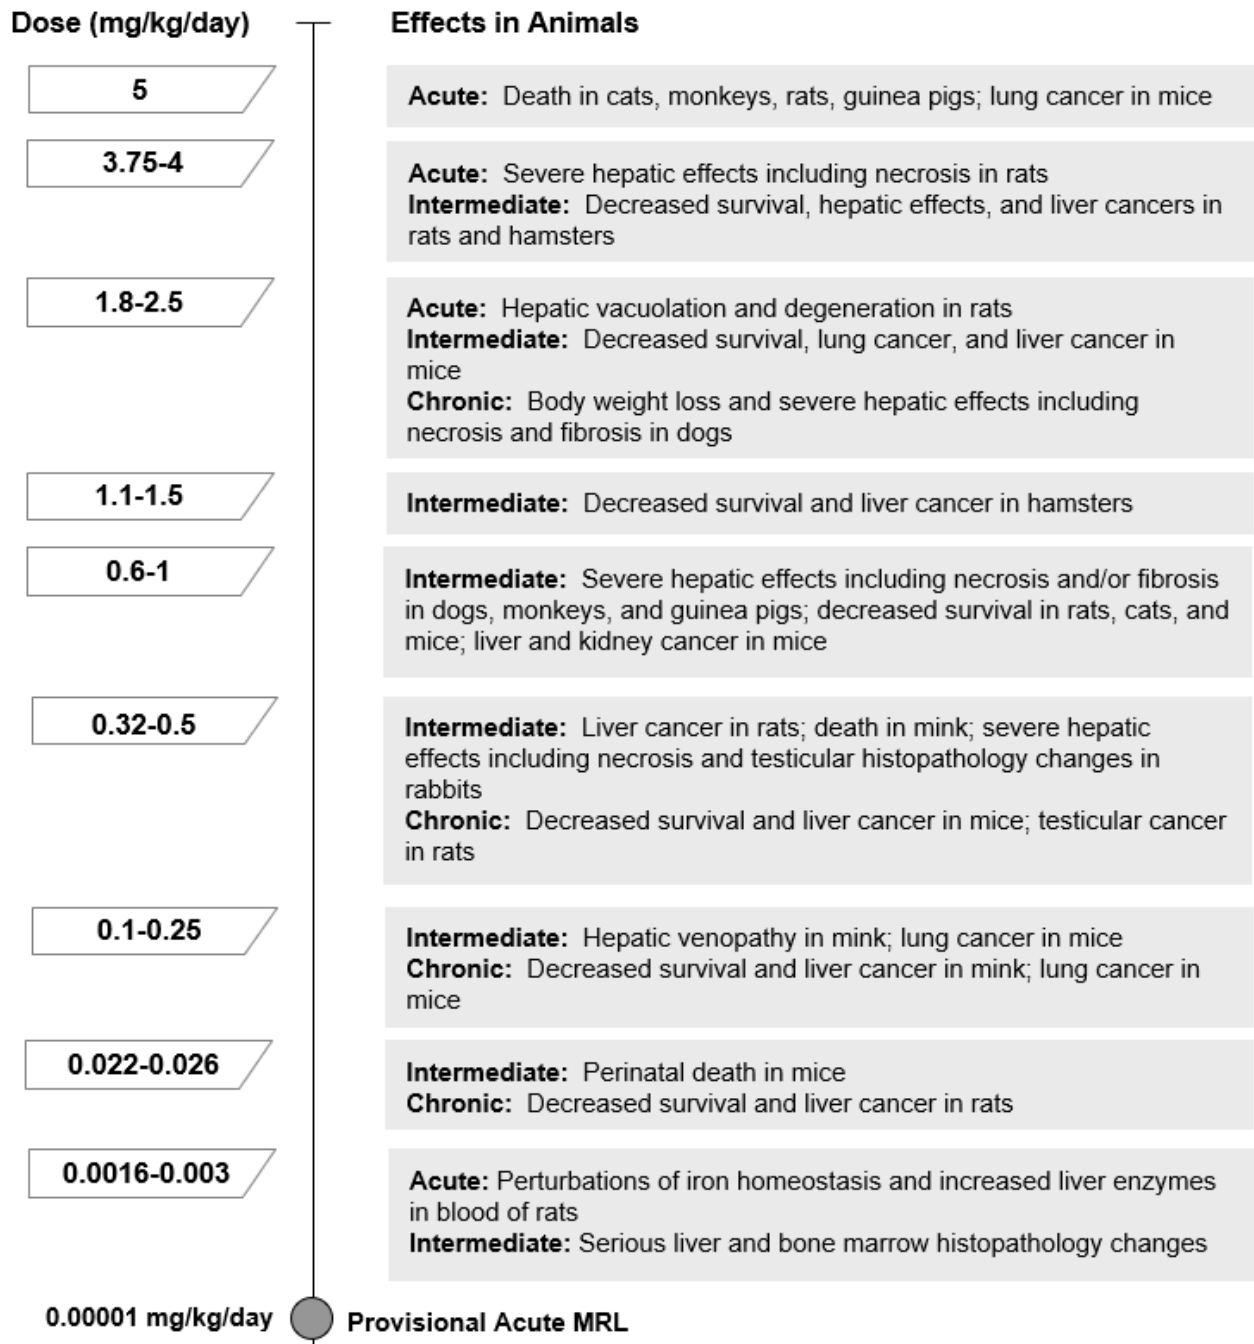 Dose (mg/kg/day)
Effects in Animals
5
Acute: Death in cats, monkeys, rats, guinea pigs; lung cancer in mice
3.75-4
Acute: Severe hepatic effects including necrosis in rats
Intermediate: Decreased survival, hepatic effects, and liver cancers in
rats and hamsters
1.8-2.5
Acute: Hepatic vacuolation and degeneration in rats
Intermediate: Decreased survival, lung cancer, and liver cancer in
mice
Chronic: Body weight loss and severe hepatic effects including
necrosis and fibrosis in dogs
1.1-1.5
Intermediate: Decreased survival and liver cancer in hamsters
0.6-1
Intermediate: Severe hepatic effects including necrosis and/or fibrosis
in dogs, monkeys, and guinea pigs; decreased survival in rats, cats, and
mice; liver and kidney cancer in mice
0.32-0.5
Intermediate: Liver cancer in rats; death in mink; severe hepatic
effects including necrosis and testicular histopathology changes in
rabbits
Chronic: Decreased survival and liver cancer in mice; testicular cancer
in rats
0.1-0.25
Intermediate: Hepatic venopathy in mink; lung cancer in mice
Chronic: Decreased survival and liver cancer in mink; lung cancer in
mice
0.022-0.026
Intermediate: Perinatal death in mice
Chronic: Decreased survival and liver cancer in rats
0.0016-0.003
Acute: Perturbations of iron homeostasis and increased liver enzymes
in blood of rats
Intermediate: Serious liver and bone marrow histopathology changes
0.00001 mg/kg/day
Provisional Acute MRL